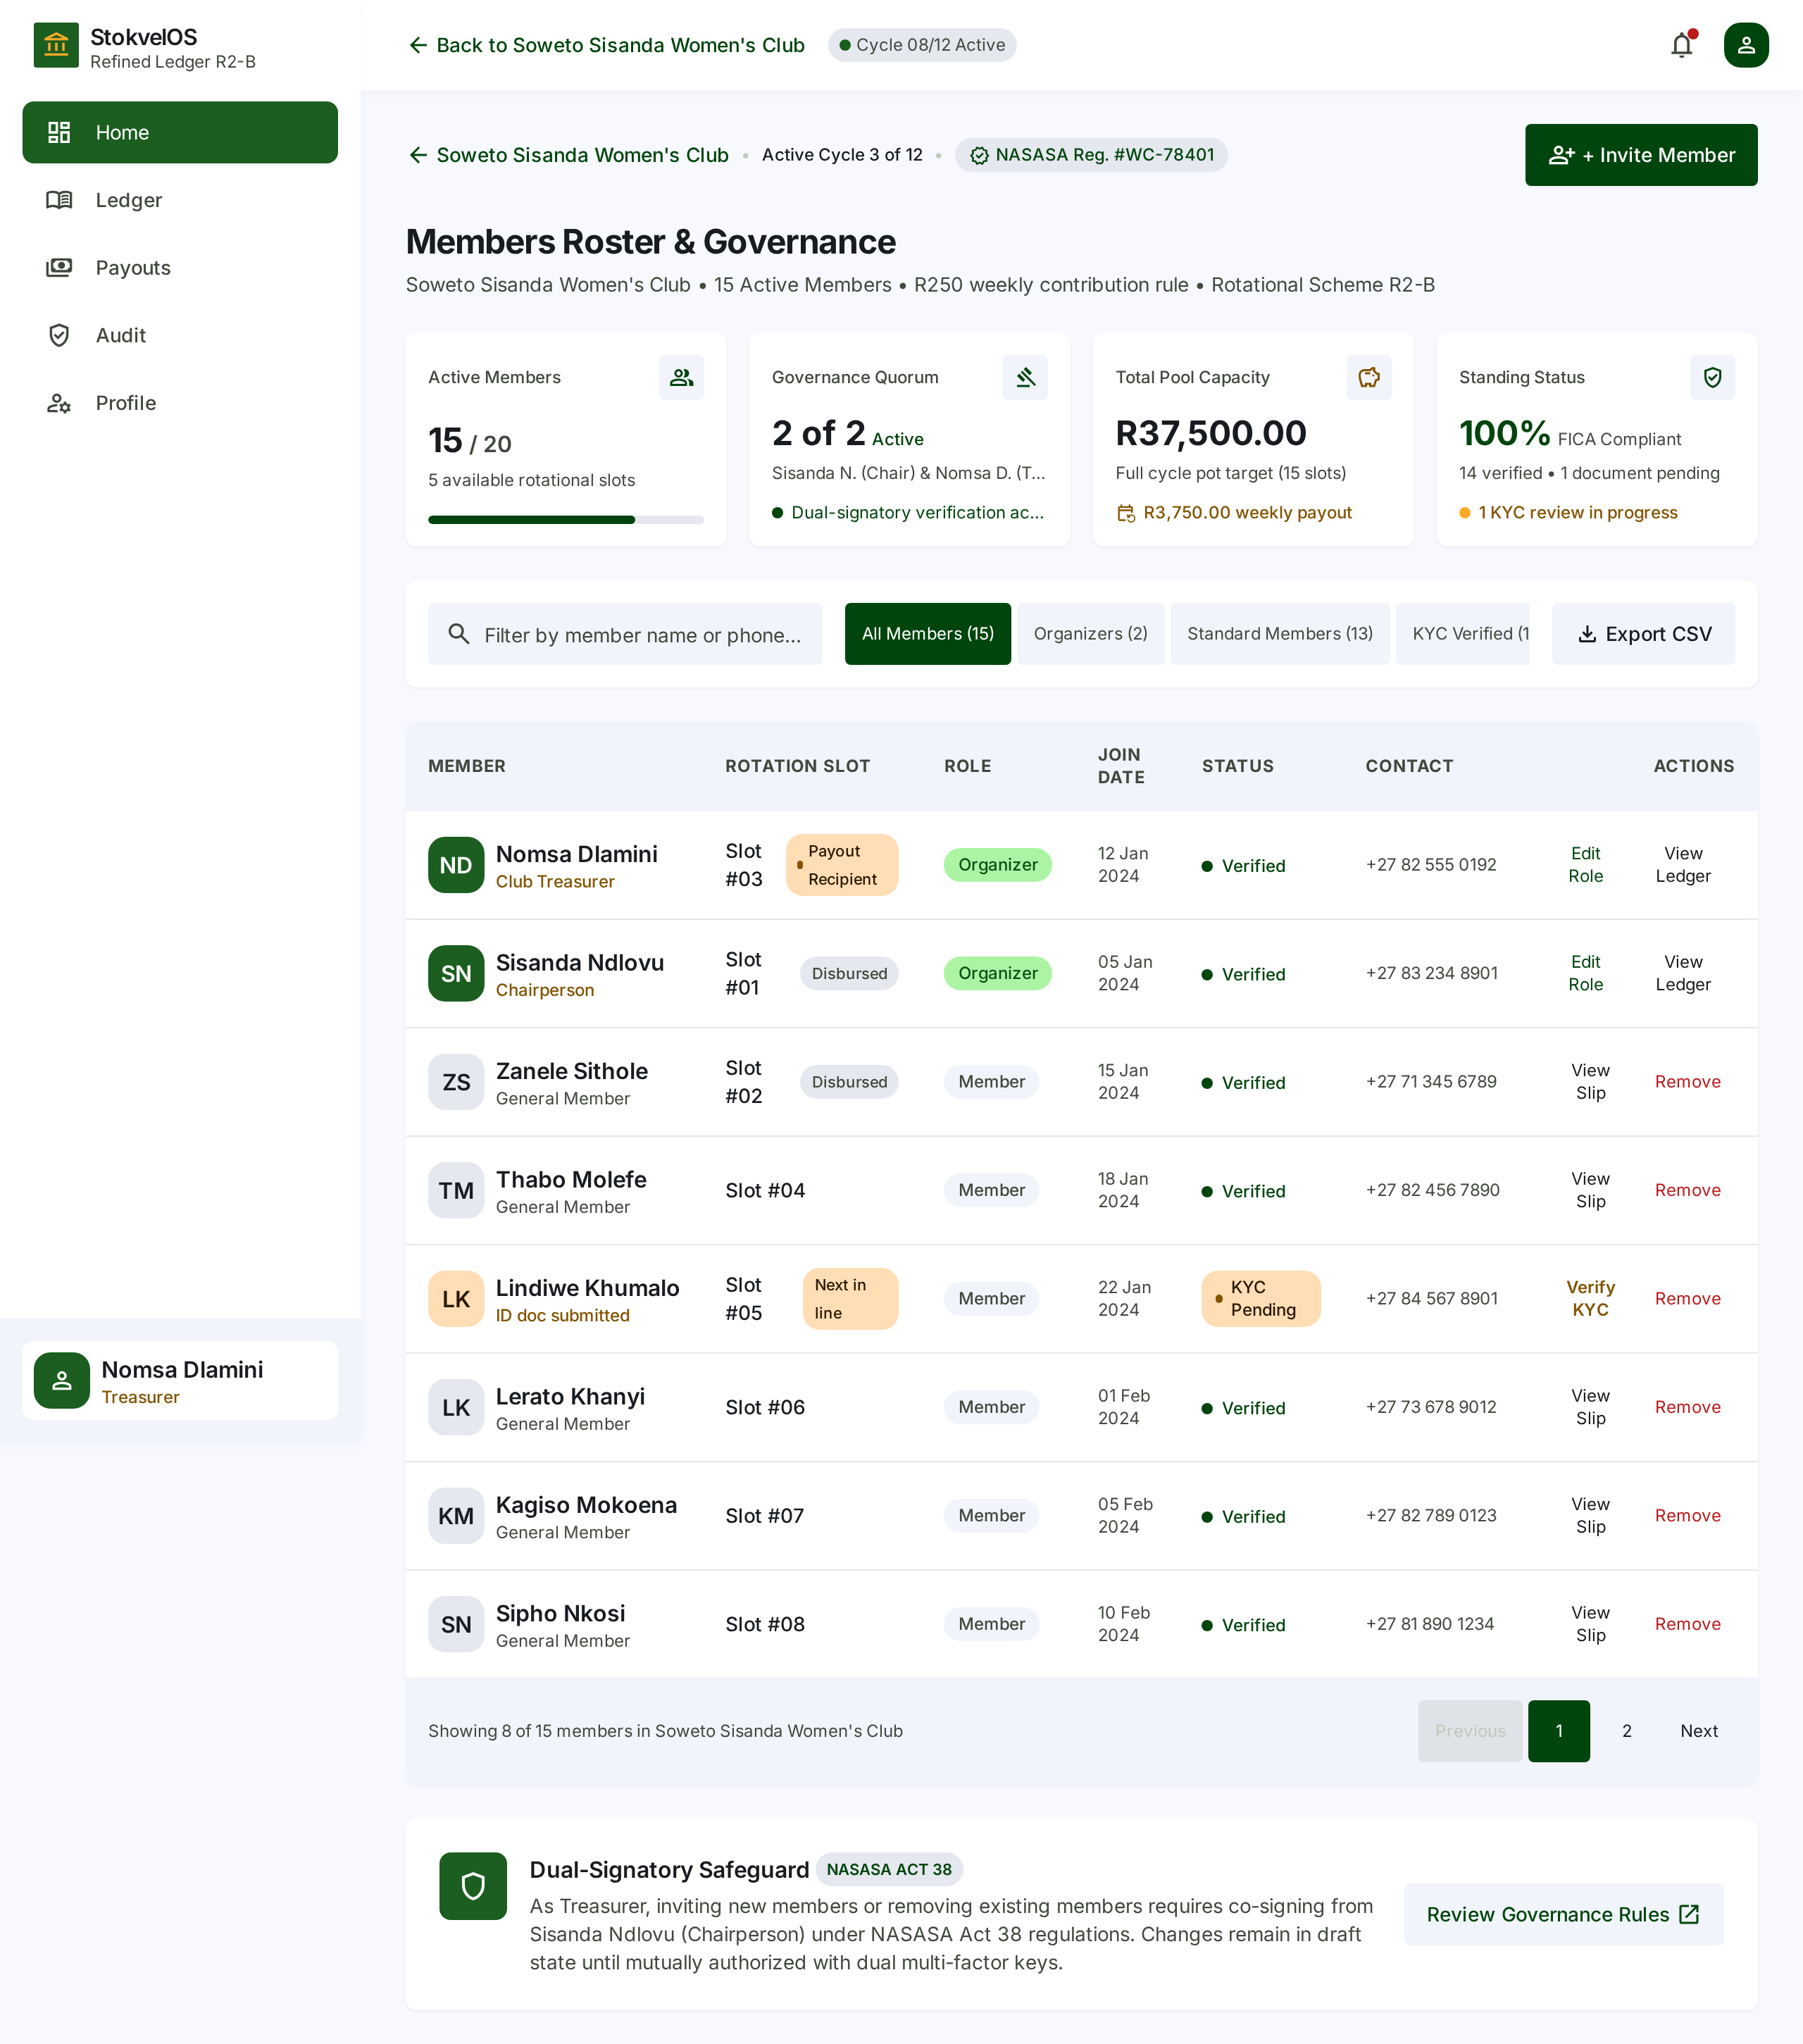 StokvelOS
Refined Ledger R2-B
Home
Ledger
Payouts
Audit
Profile
Nomsa Dlamini
Treasurer
Back to Soweto Sisanda Women's Club
Cycle 08/12 Active
Soweto Sisanda Women's Club • Active Cycle 3 of 12 • NASASA Reg. #WC-78401
+ Invite Member
Members Roster & Governance
Soweto Sisanda Women's Club • 15 Active Members • R250 weekly contribution rule • Rotational Scheme R2-B
Active Members
15 / 20
5 available rotational slots
Governance Quorum
2 of 2 Active
Sisanda N. (Chair) & Nomsa D. (T...
Dual-signatory verification ac...
Total Pool Capacity
R37,500.00
Full cycle pot target (15 slots)
R3,750.00 weekly payout
Standing Status
100% FICA Compliant
14 verified • 1 document pending
1 KYC review in progress
Filter by member name or phone...
All Members (15)
Organizers (2)
Standard Members (13)
KYC Verified (1
Export CSV
MEMBER
ROTATION SLOT
ROLE
JOIN
DATE
STATUS
CONTACT
ACTIONS
ND
Nomsa Dlamini
Club Treasurer
Slot
#03
Payout
Recipient
Organizer
12 Jan
2024
Verified
+27 82 555 0192
Edit
Role
View
Ledger
SN
Sisanda Ndlovu
Chairperson
Slot
#01
Disbursed
Organizer
05 Jan
2024
Verified
+27 83 234 8901
Edit
Role
View
Ledger
ZS
Zanele Sithole
General Member
Slot
#02
Disbursed
Member
15 Jan
2024
Verified
+27 71 345 6789
View
Slip
Remove
TM
Thabo Molefe
General Member
Slot #04
Member
18 Jan
2024
Verified
+27 82 456 7890
View
Slip
Remove
LK
Lindiwe Khumalo
ID doc submitted
Slot
#05
Next in
line
Member
22 Jan
2024
KYC
Pending
+27 84 567 8901
Verify
KYC
Remove
LK
Lerato Khanyi
General Member
Slot #06
Member
01 Feb
2024
Verified
+27 73 678 9012
View
Slip
Remove
KM
Kagiso Mokoena
General Member
Slot #07
Member
05 Feb
2024
Verified
+27 82 789 0123
View
Slip
Remove
SN
Sipho Nkosi
General Member
Slot #08
Member
10 Feb
2024
Verified
+27 81 890 1234
View
Slip
Remove
Showing 8 of 15 members in Soweto Sisanda Women's Club
Previous
1
2
Next
Dual-Signatory Safeguard
NASASA ACT 38
As Treasurer, inviting new members or removing existing members requires co-signing from
Sisanda Ndlovu (Chairperson) under NASASA Act 38 regulations. Changes remain in draft
state until mutually authorized with dual multi-factor keys.
Review Governance Rules